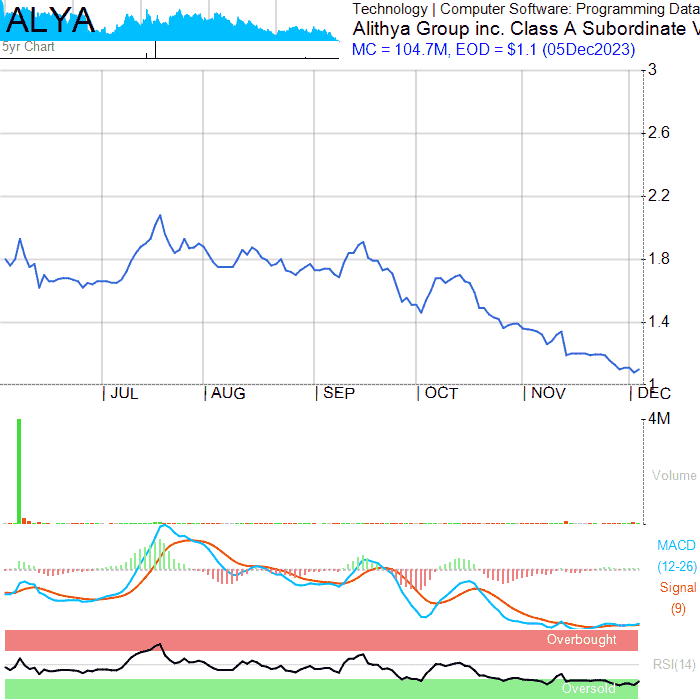 ALYA
5yr Chart
Technology | Computer Software: Programming Data
Alithya Group inc. Class A Subordinate V
MC = 104.7M, EOD = $1.1 (05Dec2023)
3
2.6
2.2
1.8
1.4
1
| JUL | AUG | SEP | OCT | NOV | DEC
4M
Volume
MACD
(12-26)
Signal
(9)
Overbought
RSI(14)
Oversold